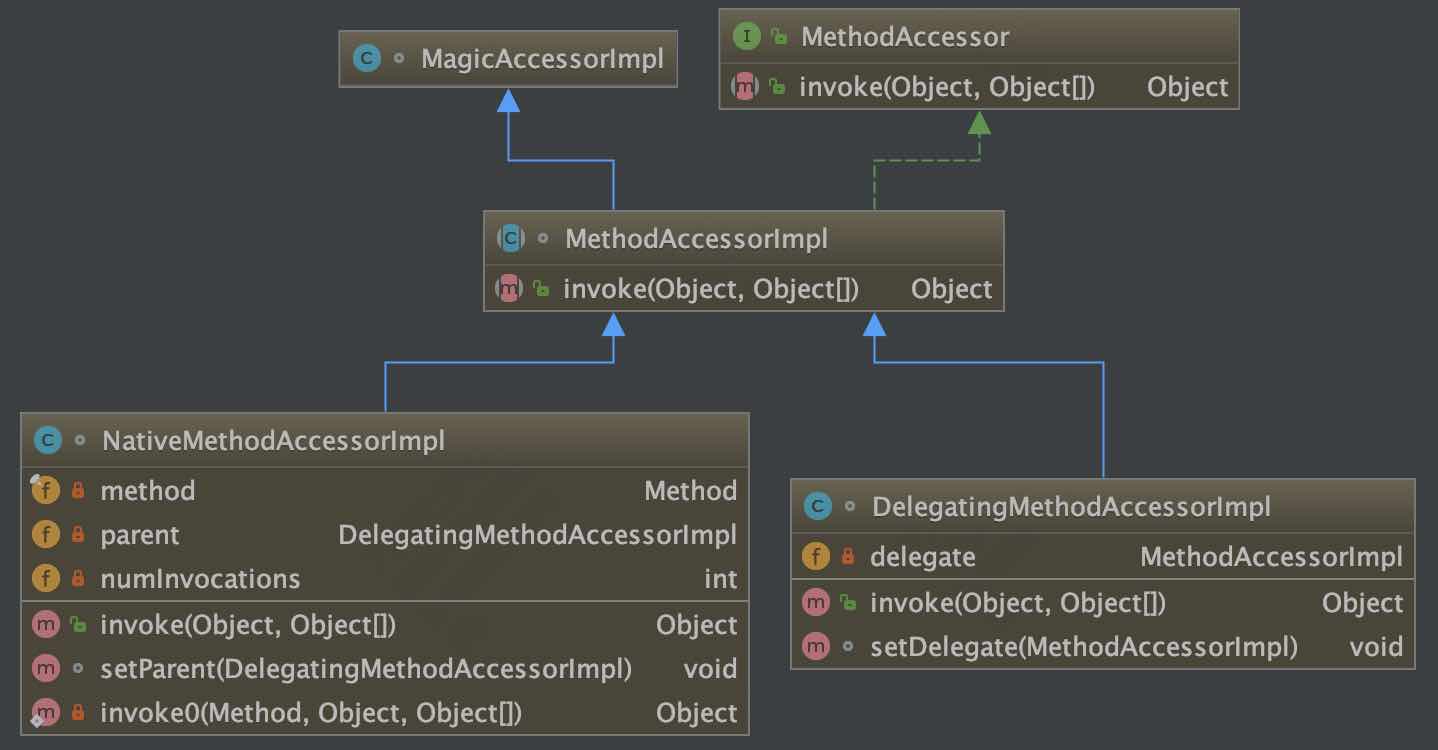 C MagicAccessorImpl
I MethodAccessor
m invoke(Object, Object[]) Object
C MethodAccessorImpl
m invoke(Object, Object[]) Object
C NativeMethodAccessorImpl
f method Method
f parent DelegatingMethodAccessorImpl
f numInvocations int
m invoke(Object, Object[]) Object
m setParent(DelegatingMethodAccessorImpl) void
m invoke0(Method, Object, Object[]) Object
C DelegatingMethodAccessorImpl
f delegate MethodAccessorImpl
m invoke(Object, Object[]) Object
m setDelegate(MethodAccessorImpl) void